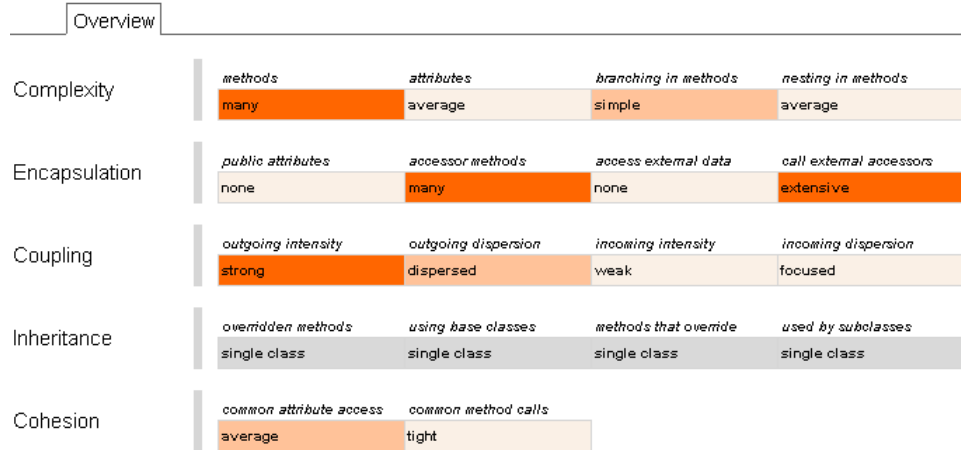 Overview
Complexity
methods attributes branching in methods nesting in methods
many average simple average
Encapsulation
public attributes accessor methods access external data call external accessors
none many none extensive
Coupling
outgoing intensity outgoing dispersion incoming intensity incoming dispersion
strong dispersed weak focused
Inheritance
overridden methods using base classes methods that override used by subclasses
single class single class single class single class
Cohesion
common attribute access common method calls
average tight